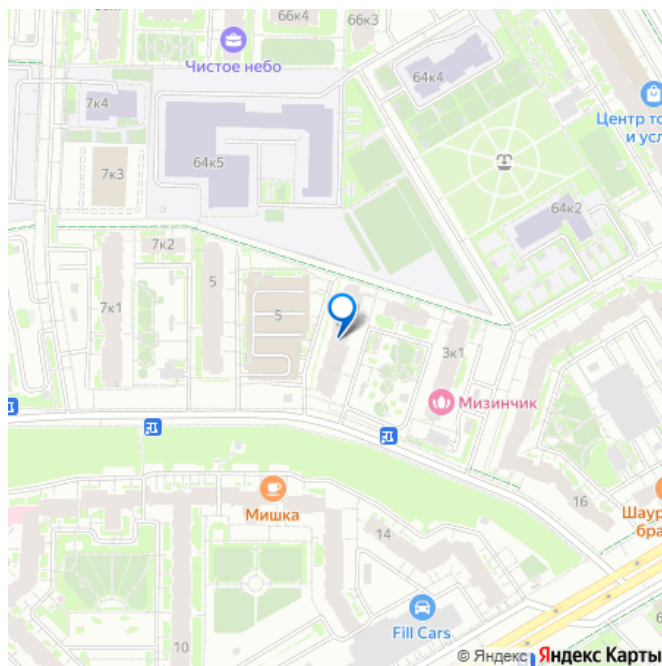 66к4
66к3
Чистое небо
64к4
7к4
Центр то
и усл
64к5
7к3
64к2
7к2
5
7к1
5
3к1
Мизинчик
Мишка
16
14
Шаур
бра
Fill Cars
10
© Яндекс Яндекс Карты